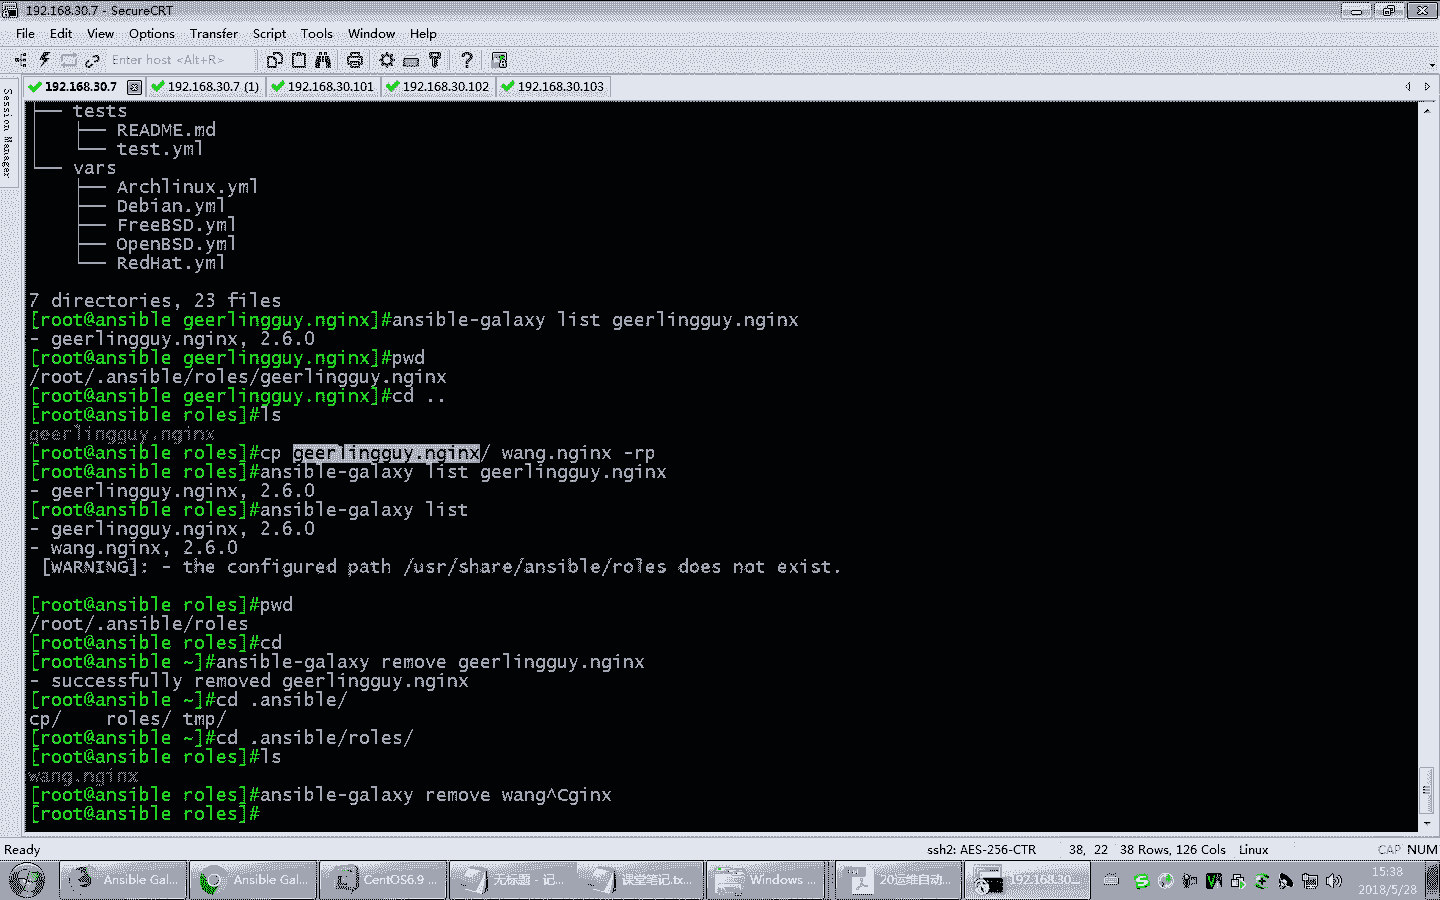 192.168.30.7 - SecureCRT
File Edit View Options Transfer Script Tools Window Help
Enter host <Alt+R>
192.168.30.7 192.168.30.7 (1) 192.168.30.101 192.168.30.102 192.168.30.103
Session Manager
├── tests
│   ├── README.md
│   └── test.yml
└── vars
    ├── Archlinux.yml
    ├── Debian.yml
    ├── FreeBSD.yml
    ├── OpenBSD.yml
    └── RedHat.yml
7 directories, 23 files
[root@ansible geerlingguy.nginx]#ansible-galaxy list geerlingguy.nginx
- geerlingguy.nginx, 2.6.0
[root@ansible geerlingguy.nginx]#pwd
/root/.ansible/roles/geerlingguy.nginx
[root@ansible geerlingguy.nginx]#cd ..
[root@ansible roles]#ls
geerlingguy.nginx
[root@ansible roles]#cp geerlingguy.nginx/ wang.nginx -rp
[root@ansible roles]#ansible-galaxy list geerlingguy.nginx
- geerlingguy.nginx, 2.6.0
[root@ansible roles]#ansible-galaxy list
- geerlingguy.nginx, 2.6.0
- wang.nginx, 2.6.0
 [WARNING]: - the configured path /usr/share/ansible/roles does not exist.
[root@ansible roles]#pwd
/root/.ansible/roles
[root@ansible roles]#cd
[root@ansible ~]#ansible-galaxy remove geerlingguy.nginx
- successfully removed geerlingguy.nginx
[root@ansible ~]#cd .ansible/
cp/    roles/ tmp/
[root@ansible ~]#cd .ansible/roles/
[root@ansible roles]#ls
wang.nginx
[root@ansible roles]#ansible-galaxy remove wang^Cginx
[root@ansible roles]#
Ready ssh2: AES-256-CTR 38, 22 38 Rows, 126 Cols Linux CAP NUM
Ansible Gal... Ansible Gal... CentOS6.9 ... 无标题 - 记... 课堂笔记.tx... Windows ... 20运维自动... 192.168.30... 15:38
2018/5/28